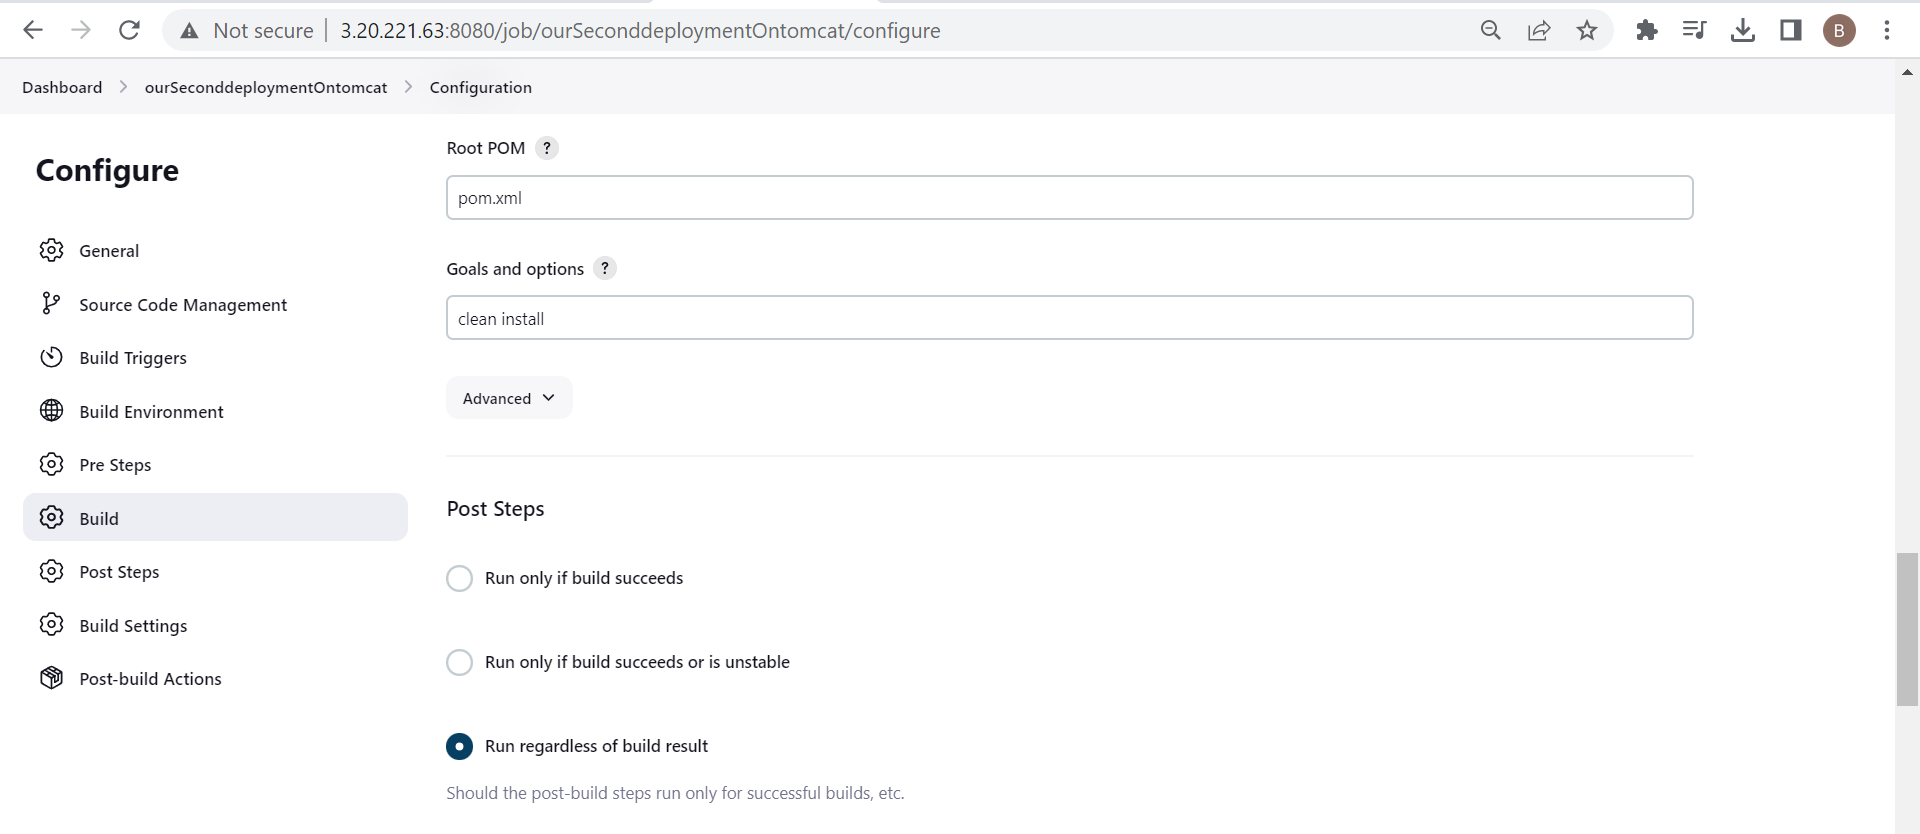 Not secure | 3.20.221.63:8080/job/ourSeconddeploymentOntomcat/configure
B
Dashboard > ourSeconddeploymentOntomcat > Configuration
Configure
General
Source Code Management
Build Triggers
Build Environment
Pre Steps
Build
Post Steps
Build Settings
Post-build Actions
Root POM ?
pom.xml
Goals and options ?
clean install
Advanced
Post Steps
Run only if build succeeds
Run only if build succeeds or is unstable
Run regardless of build result
Should the post-build steps run only for successful builds, etc.